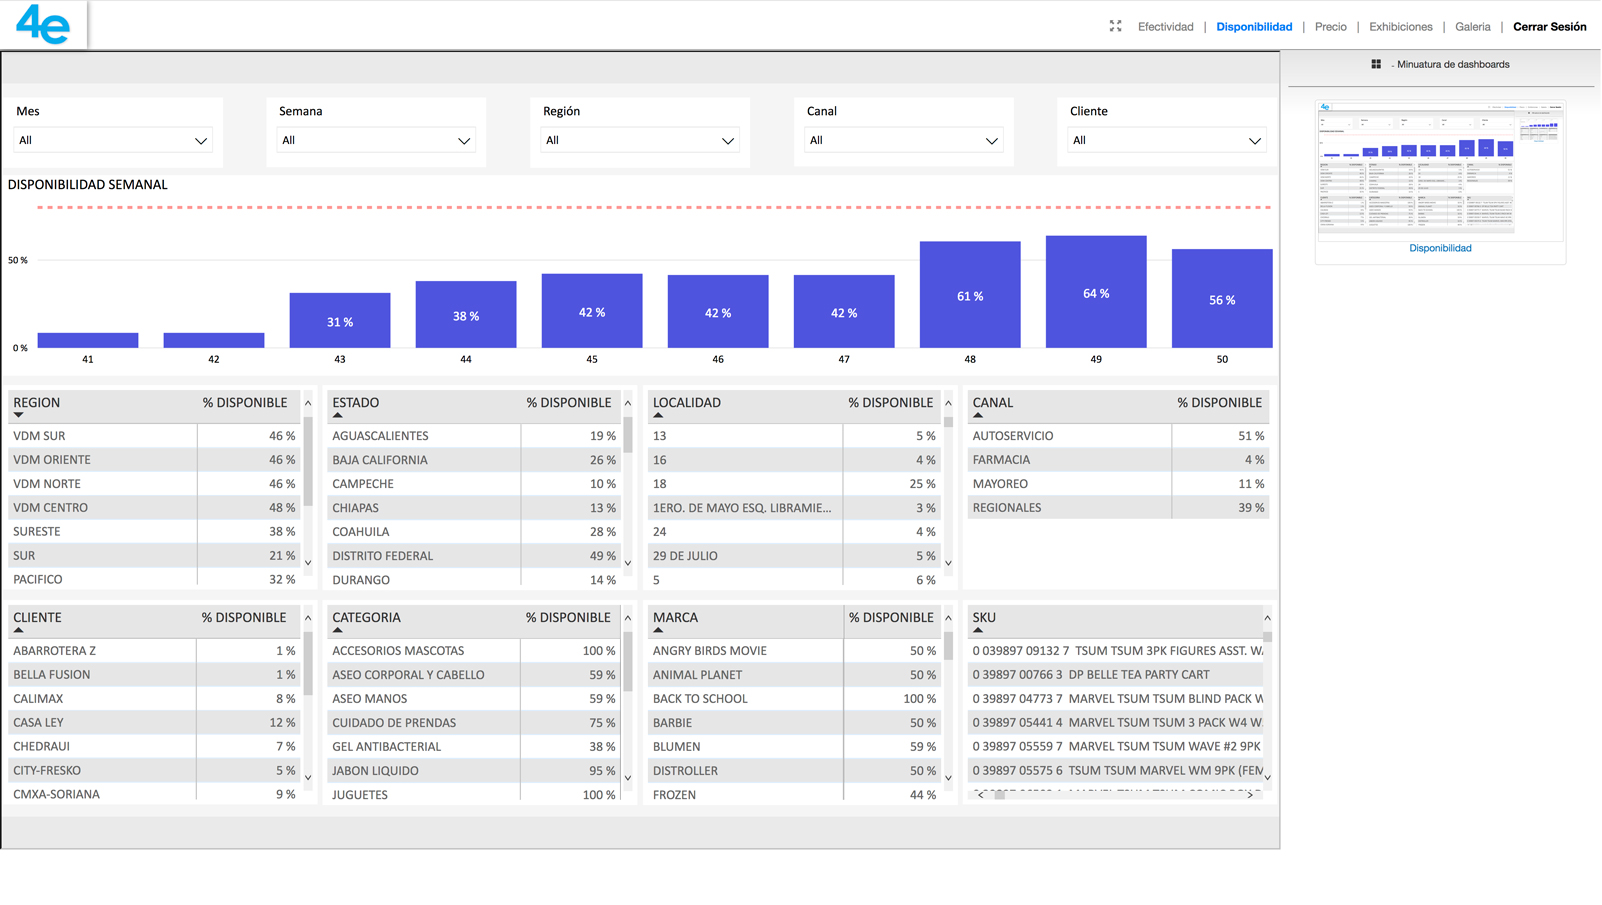 4e
Efectividad | Disponibilidad | Precio | Exhibiciones | Galeria | Cerrar Sesión
- Minuatura de dashboards
Mes
All
Semana
All
Región
All
Canal
All
Cliente
All
Disponibilidad
DISPONIBILIDAD SEMANAL
50 %
0 %
31 % 38 % 42 % 42 % 42 % 61 % 64 % 56 %
41 42 43 44 45 46 47 48 49 50
REGION % DISPONIBLE
VDM SUR 46 %
VDM ORIENTE 46 %
VDM NORTE 46 %
VDM CENTRO 48 %
SURESTE 38 %
SUR 21 %
PACIFICO 32 %
ESTADO % DISPONIBLE
AGUASCALIENTES 19 %
BAJA CALIFORNIA 26 %
CAMPECHE 10 %
CHIAPAS 13 %
COAHUILA 28 %
DISTRITO FEDERAL 49 %
DURANGO 14 %
LOCALIDAD % DISPONIBLE
13 5 %
16 4 %
18 25 %
1ERO. DE MAYO ESQ. LIBRAMIE... 3 %
24 4 %
29 DE JULIO 5 %
5 6 %
CANAL % DISPONIBLE
AUTOSERVICIO 51 %
FARMACIA 4 %
MAYOREO 11 %
REGIONALES 39 %
CLIENTE % DISPONIBLE
ABARROTERA Z 1 %
BELLA FUSION 1 %
CALIMAX 8 %
CASA LEY 12 %
CHEDRAUI 7 %
CITY-FRESKO 5 %
CMXA-SORIANA 9 %
CATEGORIA % DISPONIBLE
ACCESORIOS MASCOTAS 100 %
ASEO CORPORAL Y CABELLO 59 %
ASEO MANOS 59 %
CUIDADO DE PRENDAS 75 %
GEL ANTIBACTERIAL 38 %
JABON LIQUIDO 95 %
JUGUETES 100 %
MARCA % DISPONIBLE
ANGRY BIRDS MOVIE 50 %
ANIMAL PLANET 50 %
BACK TO SCHOOL 100 %
BARBIE 50 %
BLUMEN 59 %
DISTROLLER 50 %
FROZEN 44 %
SKU
0 039897 09132 7 TSUM TSUM 3PK FIGURES ASST.
0 39897 00766 3 DP BELLE TEA PARTY CART
0 39897 04773 7 MARVEL TSUM TSUM BLIND PACK
0 39897 05441 4 MARVEL TSUM TSUM 3 PACK W4
0 39897 05559 7 MARVEL TSUM TSUM WAVE #2 9PK
0 39897 05575 6 TSUM TSUM MARVEL WM 9PK (FEM